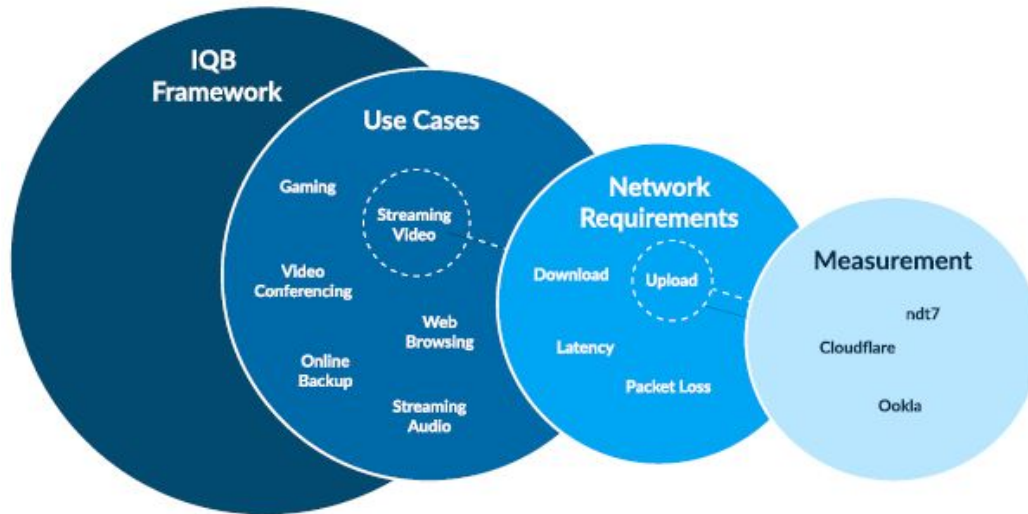 IQB
Framework
Use Cases
Gaming
Streaming
Video
Video
Conferencing
Web
Browsing
Online
Backup
Streaming
Audio
Network
Requirements
Download
Upload
Latency
Packet Loss
Measurement
ndt7
Cloudflare
Ookla